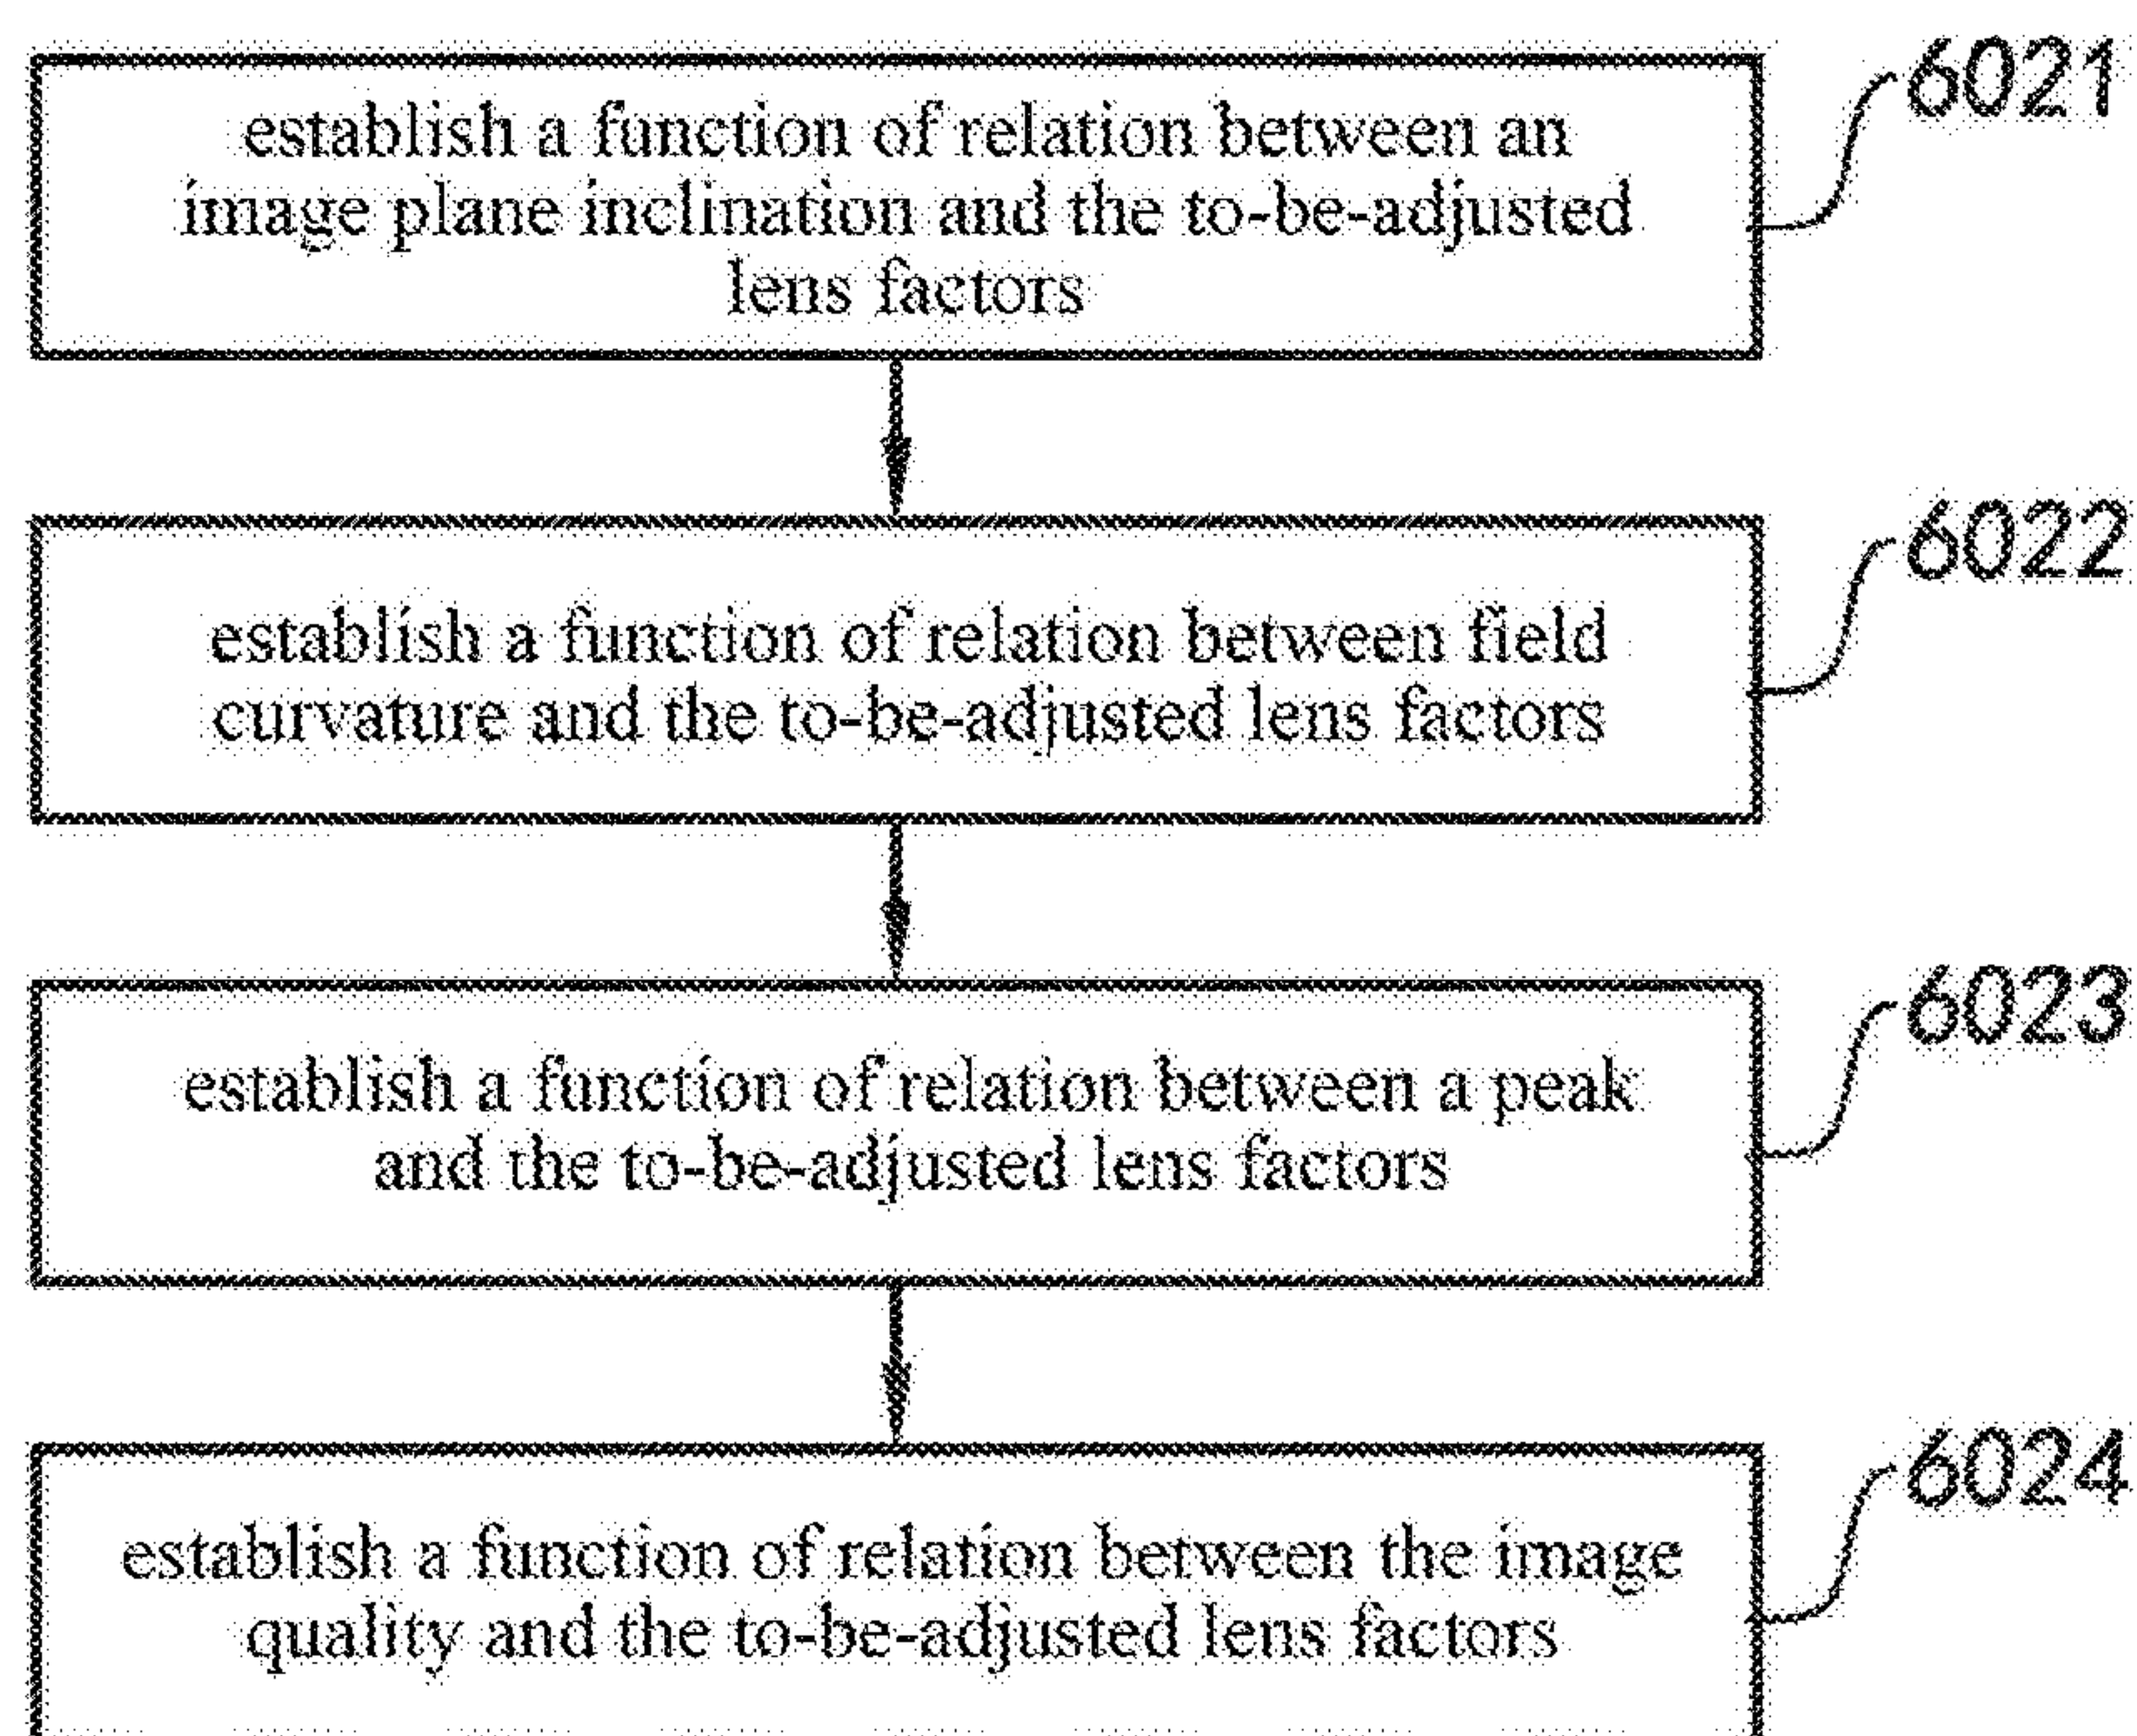 establish a function of relation between an
image plane inclination and the to-be-adjusted
lens factors
6021
establish a function of relation between field
curvature and the to-be-adjusted lens factors
6022
establish a function of relation between a peak
and the to-be-adjusted lens factors
6023
establish a function of relation between the image
quality and the to-be-adjusted lens factors
6024